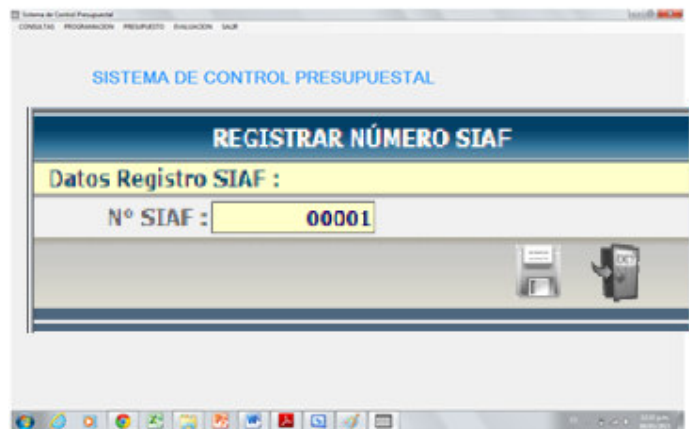 Sistema de Control Presupuestal
CONSULTAS PROGRAMACION PRESUPUESTO EVALUACION SALIR
SISTEMA DE CONTROL PRESUPUESTAL
REGISTRAR NÚMERO SIAF
Datos Registro SIAF :
Nº SIAF : 00001